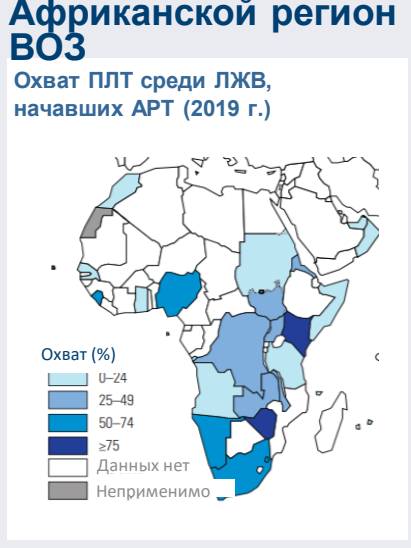 Африканской регион
ВОЗ
Охват ПЛТ среди ЛЖВ,
начавших АРТ (2019 г.)
Охват (%)
0–24
25–49
50–74
≥75
Данных нет
Неприменимо